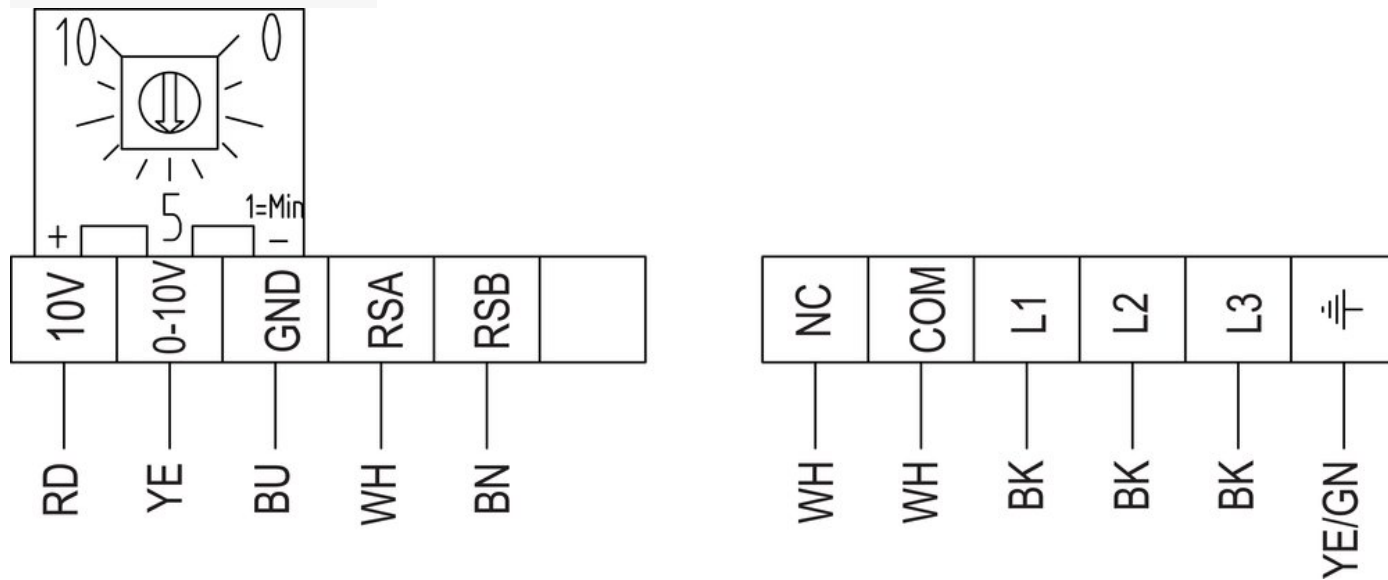 10 0
5 1=Min
+ −
10V 0-10V GND RSA RSB NC COM L1 L2 L3
RD YE BU WH BN WH WH BK BK BK YE/GN